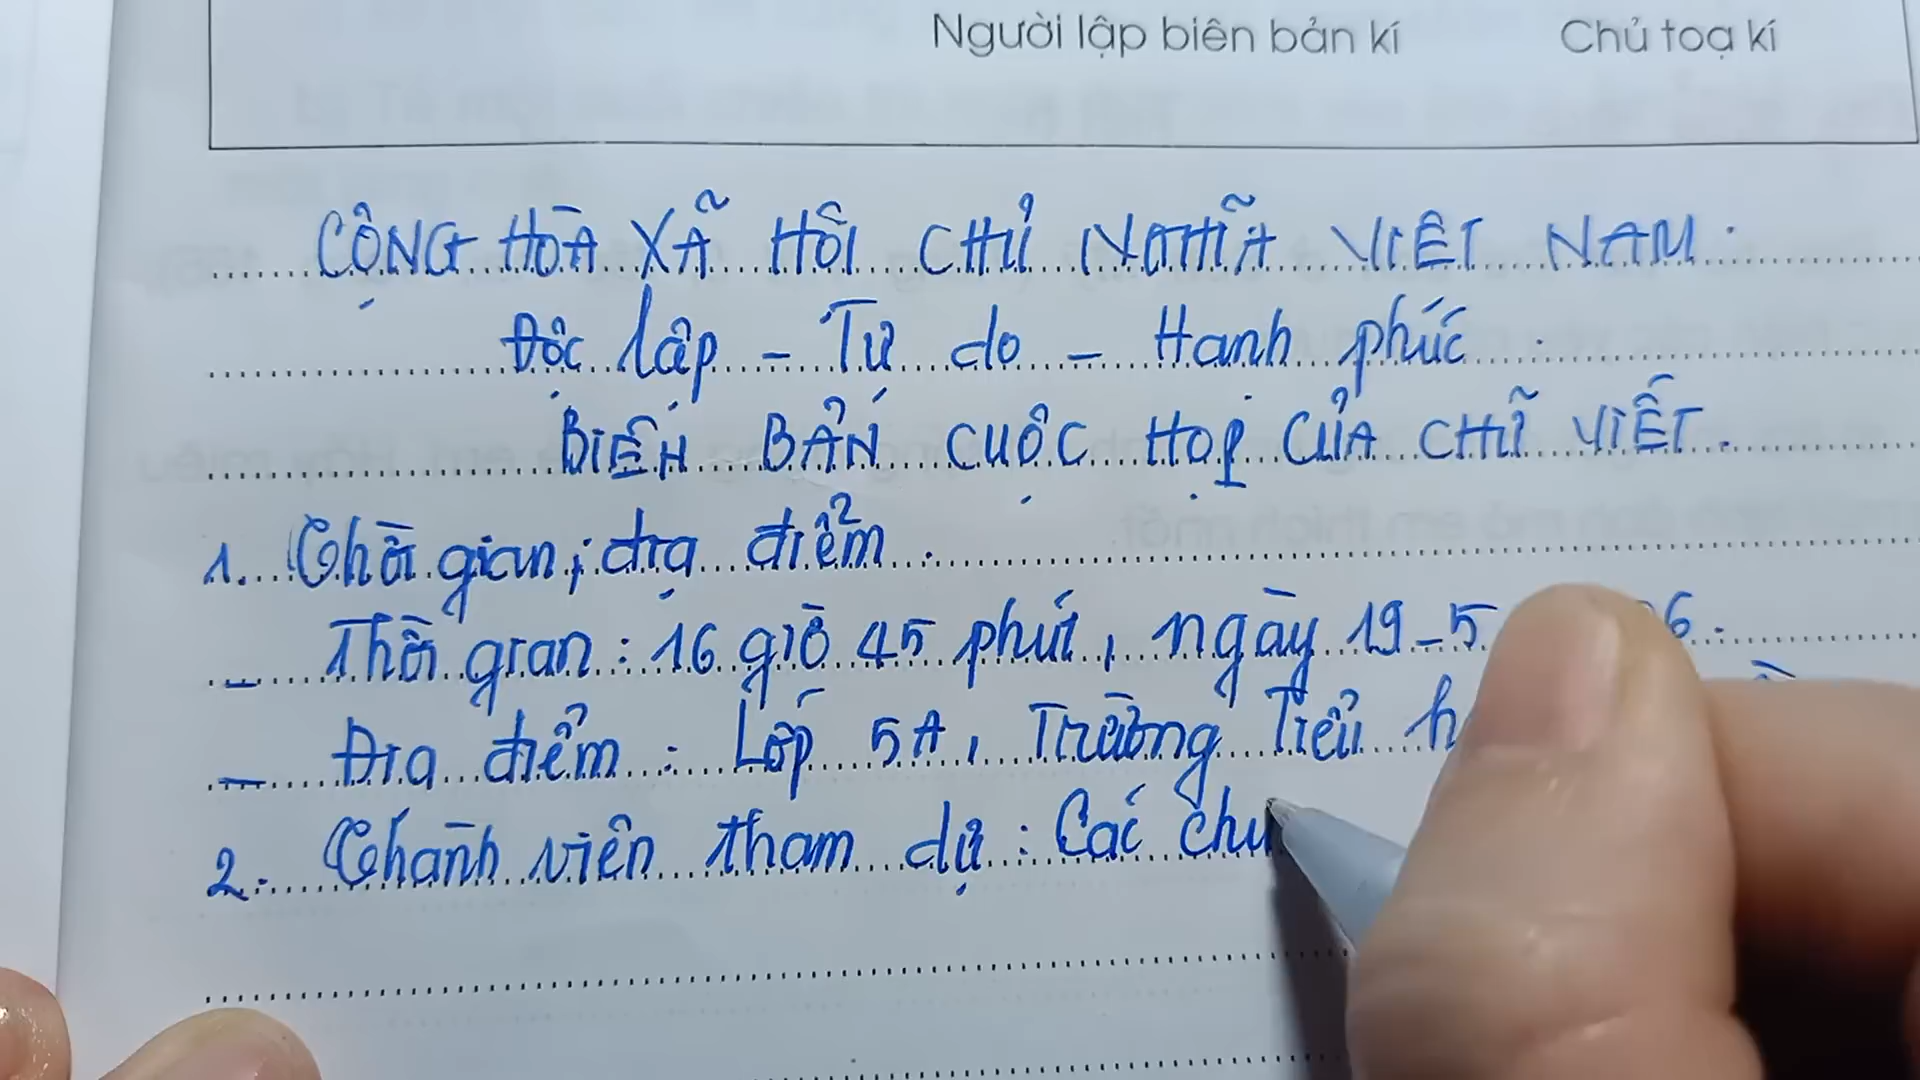 Người lập biên bản kí Chủ toạ kí
CỘNG HÒA XÃ HỘI CHỦ NGHĨA VIỆT NAM.
Độc lập - Tự do - Hạnh phúc
BIÊN BẢN CUỘC HỌP CỦA CHỮ VIẾT.
1. Thời gian, địa điểm.
- Thời gian: 16 giờ 45 phút, ngày 19-5
- Địa điểm: Lớp 5A, Trường Tiểu
2. Thành viên tham dự: Các